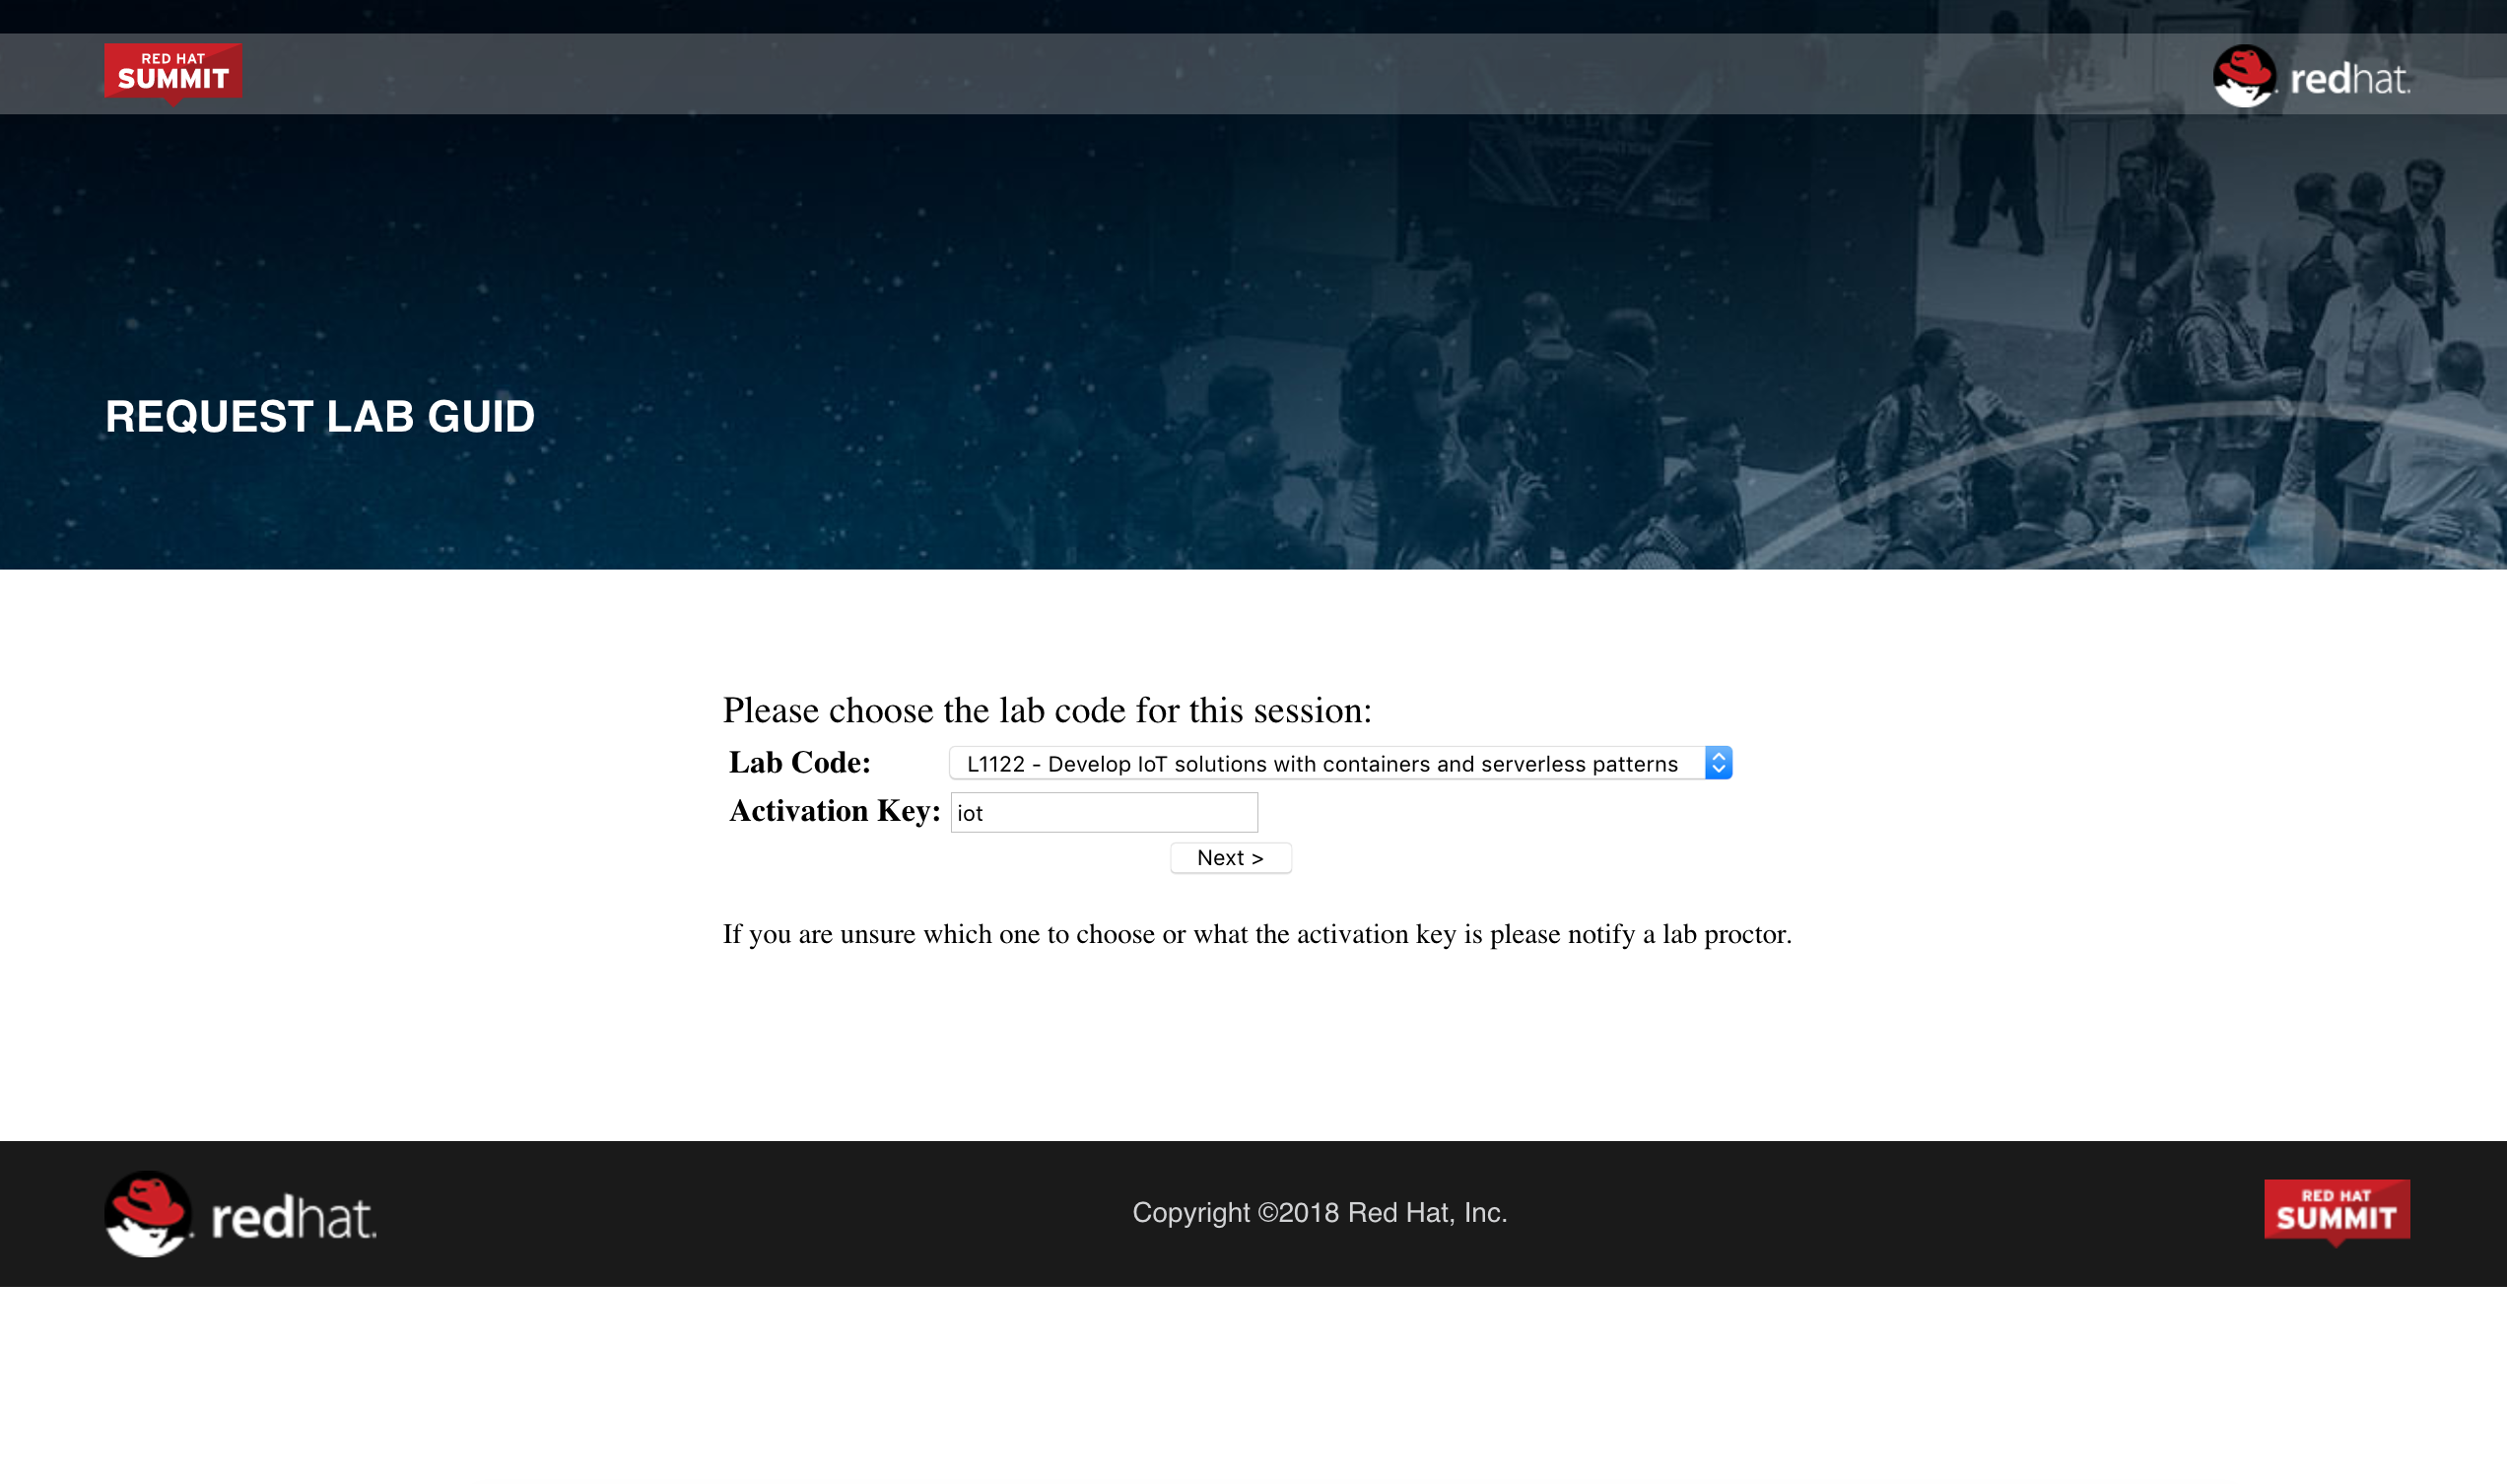 RED HAT
SUMMIT
redhat.
REQUEST LAB GUID
Please choose the lab code for this session:
Lab Code: L1122 - Develop IoT solutions with containers and serverless patterns
Activation Key: iot
Next >
If you are unsure which one to choose or what the activation key is please notify a lab proctor.
redhat.
Copyright ©2018 Red Hat, Inc.
RED HAT
SUMMIT